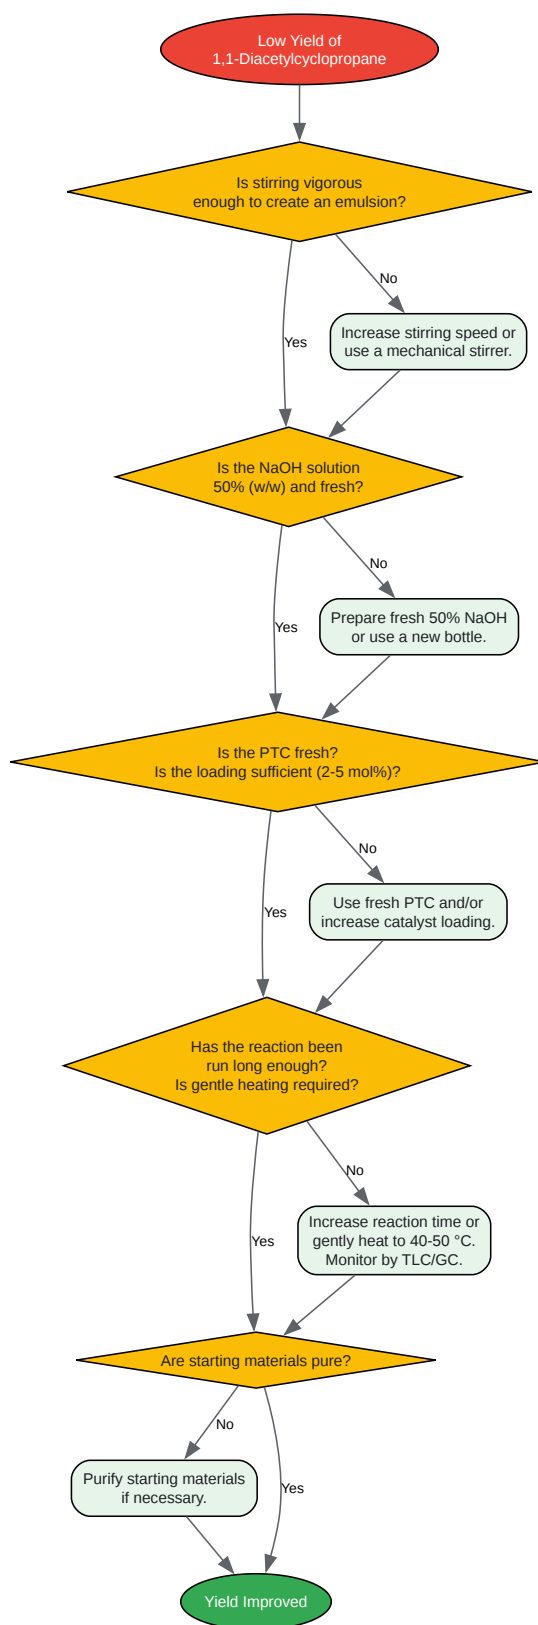 Low Yield of
1,1-Diacetylcyclopropane
Is stirring vigorous
enough to create an emulsion?
No
Increase stirring speed or
use a mechanical stirrer.
Yes
Is the NaOH solution
50% (w/w) and fresh?
No
Prepare fresh 50% NaOH
or use a new bottle.
Yes
Is the PTC fresh?
Is the loading sufficient (2-5 mol%)?
No
Use fresh PTC and/or
increase catalyst loading.
Yes
Has the reaction been
run long enough?
Is gentle heating required?
No
Increase reaction time or
gently heat to 40-50 °C.
Monitor by TLC/GC.
Yes
Are starting materials pure?
No
Purify starting materials
if necessary.
Yes
Yield Improved